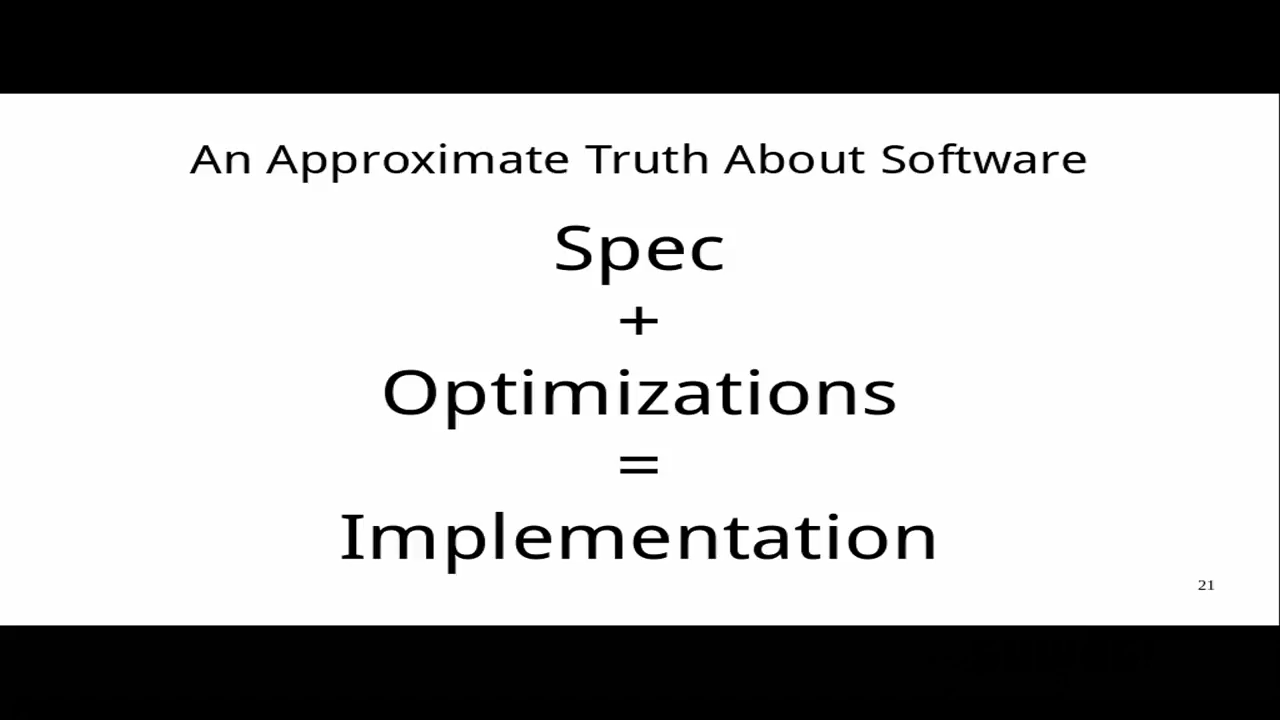 An Approximate Truth About Software
Spec
+
Optimizations
=
Implementation
21